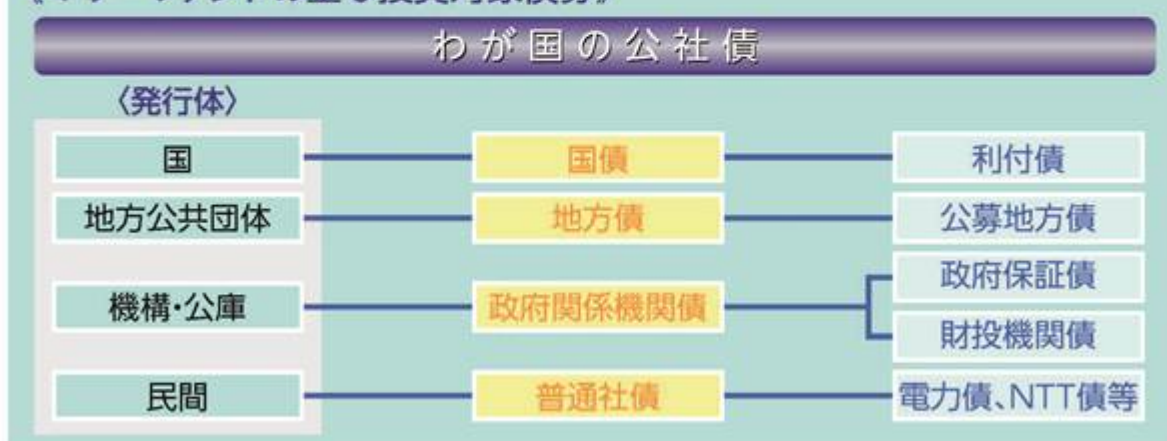 わが国の公社債
〈発行体〉
国 国債 利付債
地方公共団体 地方債 公募地方債
政府保証債
機構・公庫 政府関係機関債
財投機関債
民間 普通社債 電力債、NTT債等